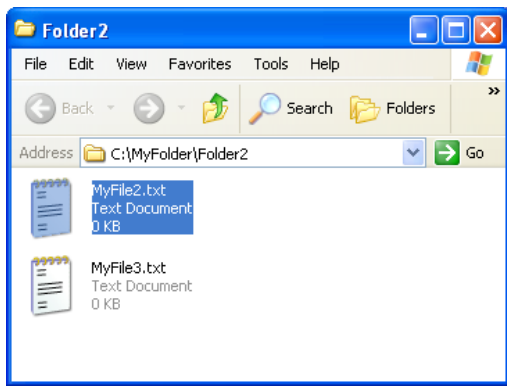 Folder2
File Edit View Favorites Tools Help
Back Search Folders »
Address C:\MyFolder\Folder2 Go
MyFile2.txt
Text Document
0 KB
MyFile3.txt
Text Document
0 KB